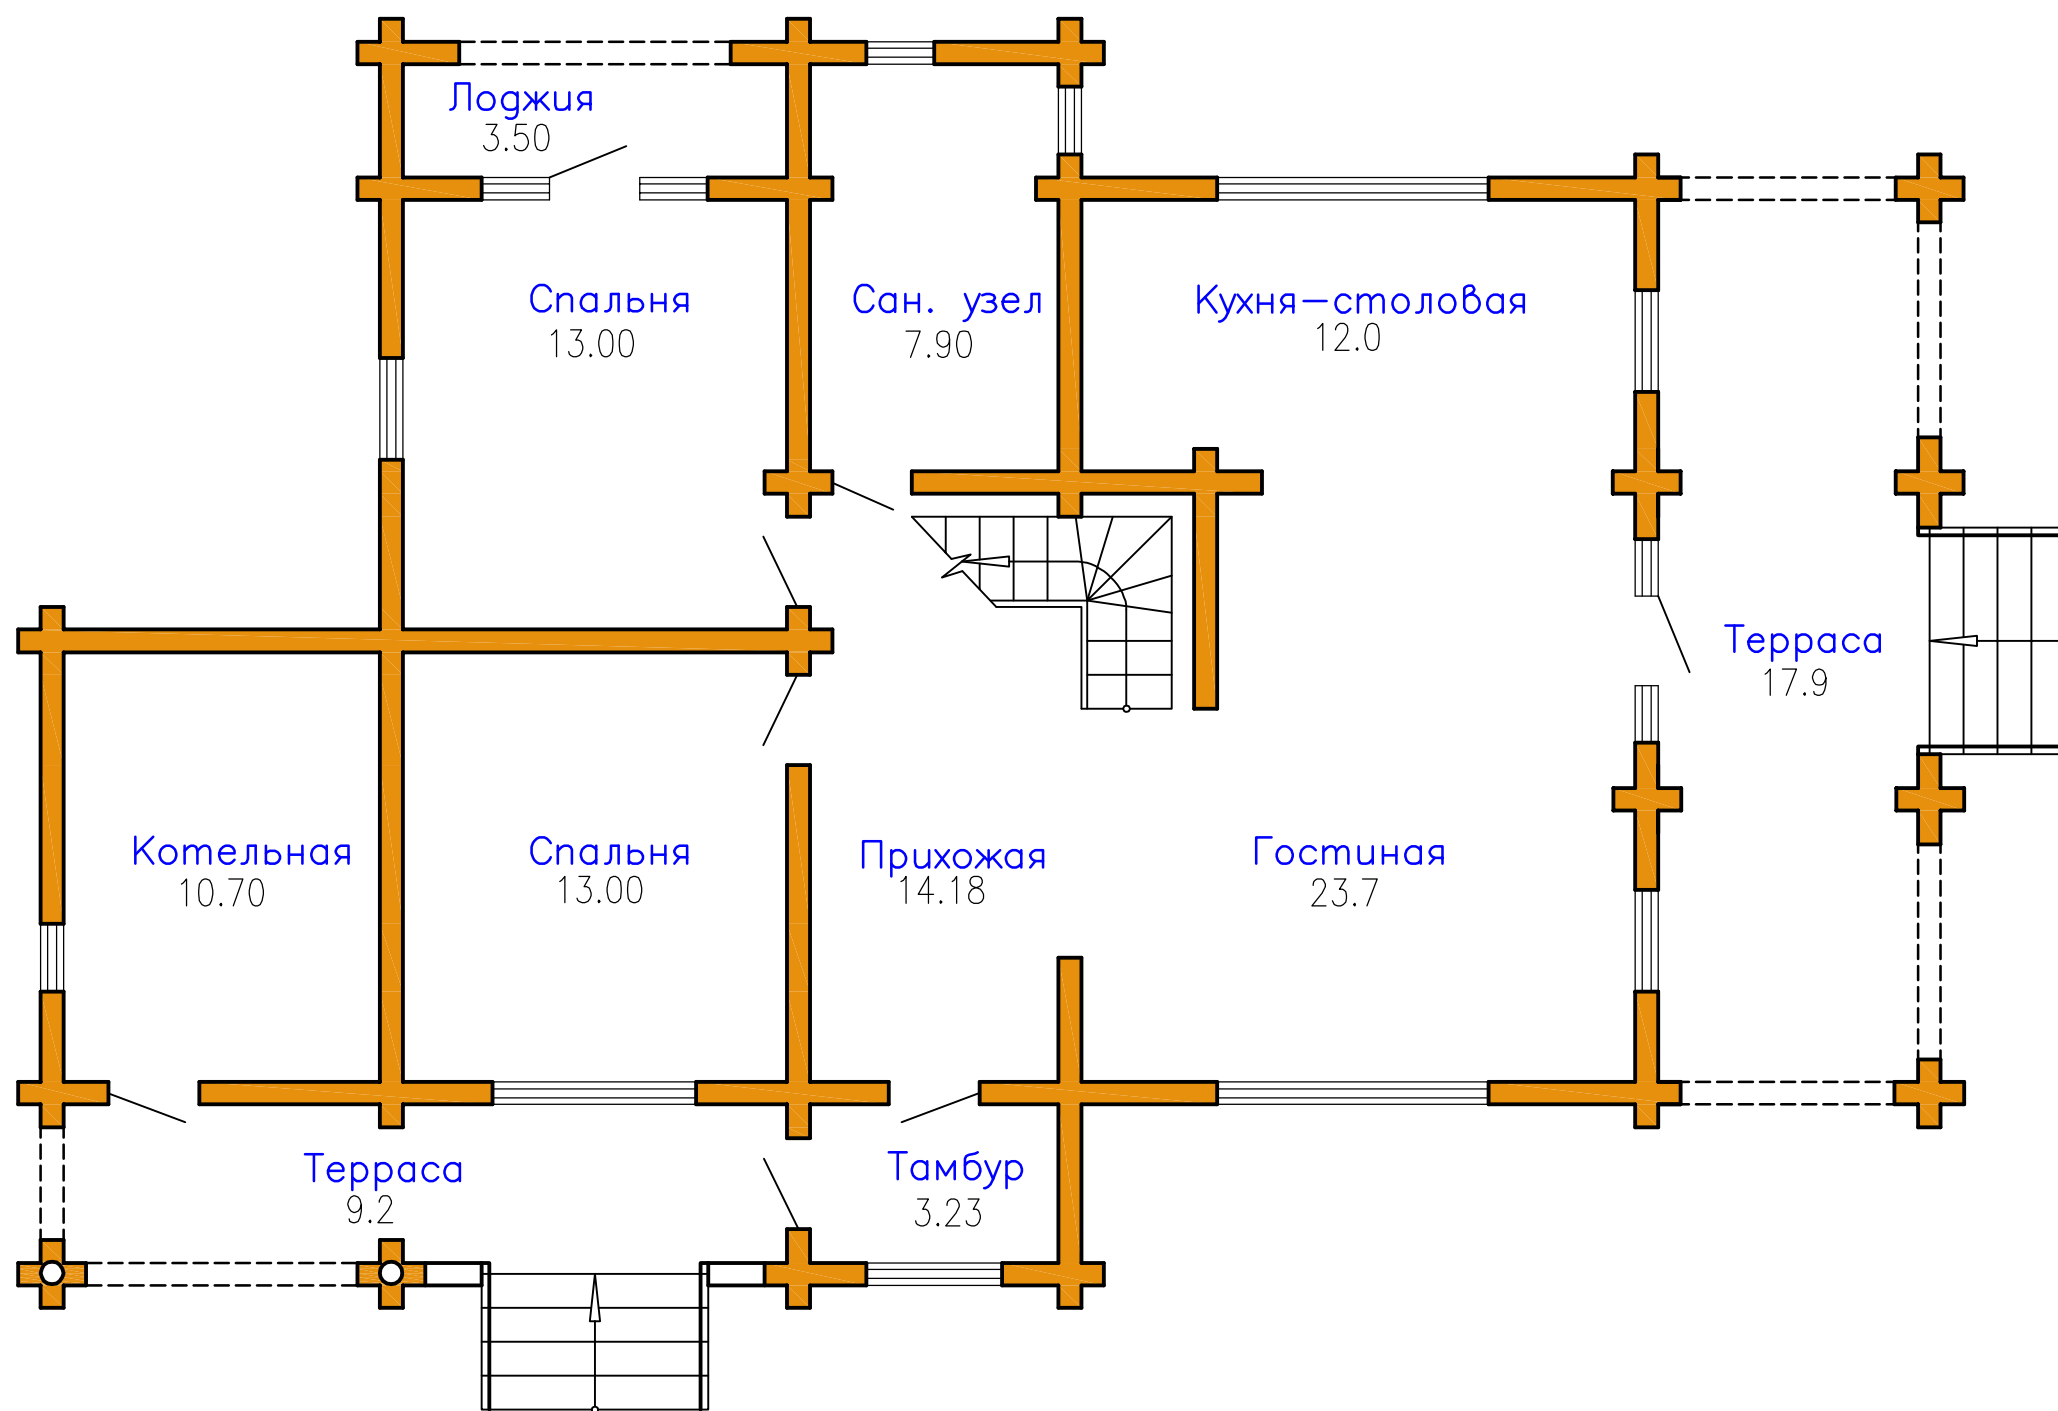 Лоджия
3.50
Спальня
13.00
Сан. узел
7.90
Кухня-столовая
12.0
Терраса
17.9
Котельная
10.70
Спальня
13.00
Прихожая
14.18
Гостиная
23.7
Терраса
9.2
Тамбур
3.23